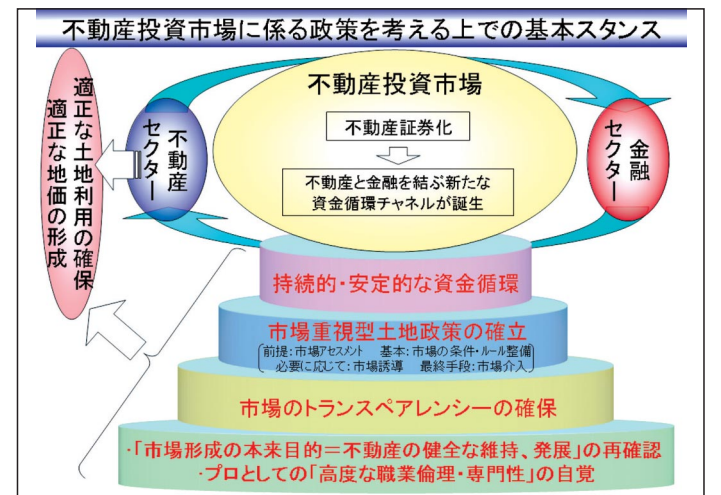 不動産投資市場に係る政策を考える上での基本スタンス
適正な土地利用の確保
適正な地価の形成
不動産
セクター
不動産投資市場
不動産証券化
不動産と金融を結ぶ新たな
資金循環チャネルが誕生
金融
セクター
持続的・安定的な資金循環
市場重視型土地政策の確立
前提:市場アセスメント 基本:市場の条件・ルール整備
必要に応じて:市場誘導 最終手段:市場介入
市場のトランスペアレンシーの確保
・「市場形成の本来目的=不動産の健全な維持、発展」の再確認
・プロとしての「高度な職業倫理・専門性」の自覚